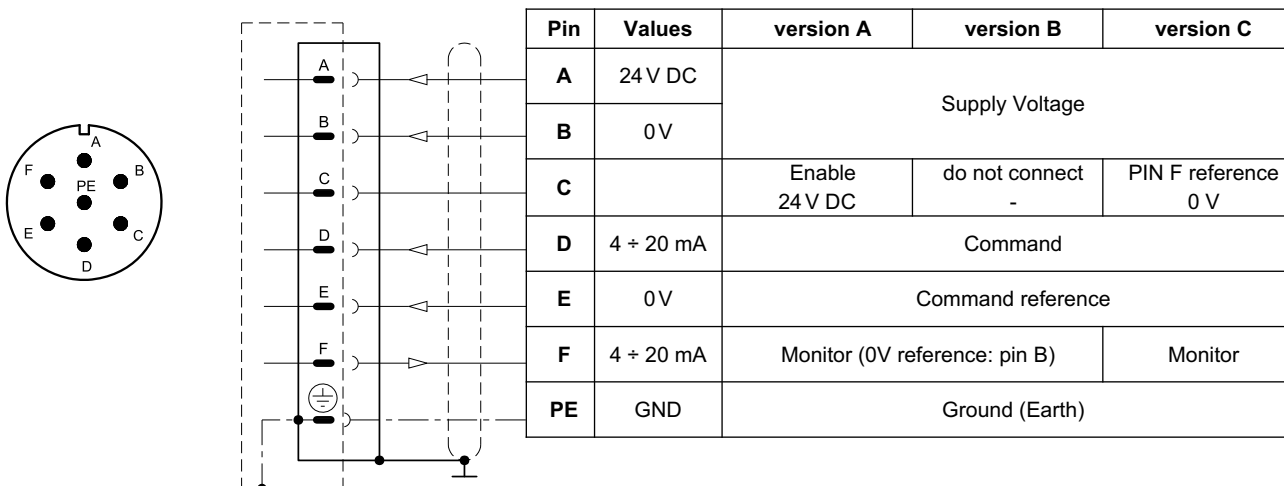 A
F
B
PE
E
C
D
A
B
C
D
E
F
Pin Values version A version B version C
A 24 V DC Supply Voltage
B 0 V
C Enable 24 V DC do not connect - PIN F reference 0 V
D 4 ÷ 20 mA Command
E 0 V Command reference
F 4 ÷ 20 mA Monitor (0V reference: pin B) Monitor
PE GND Ground (Earth)